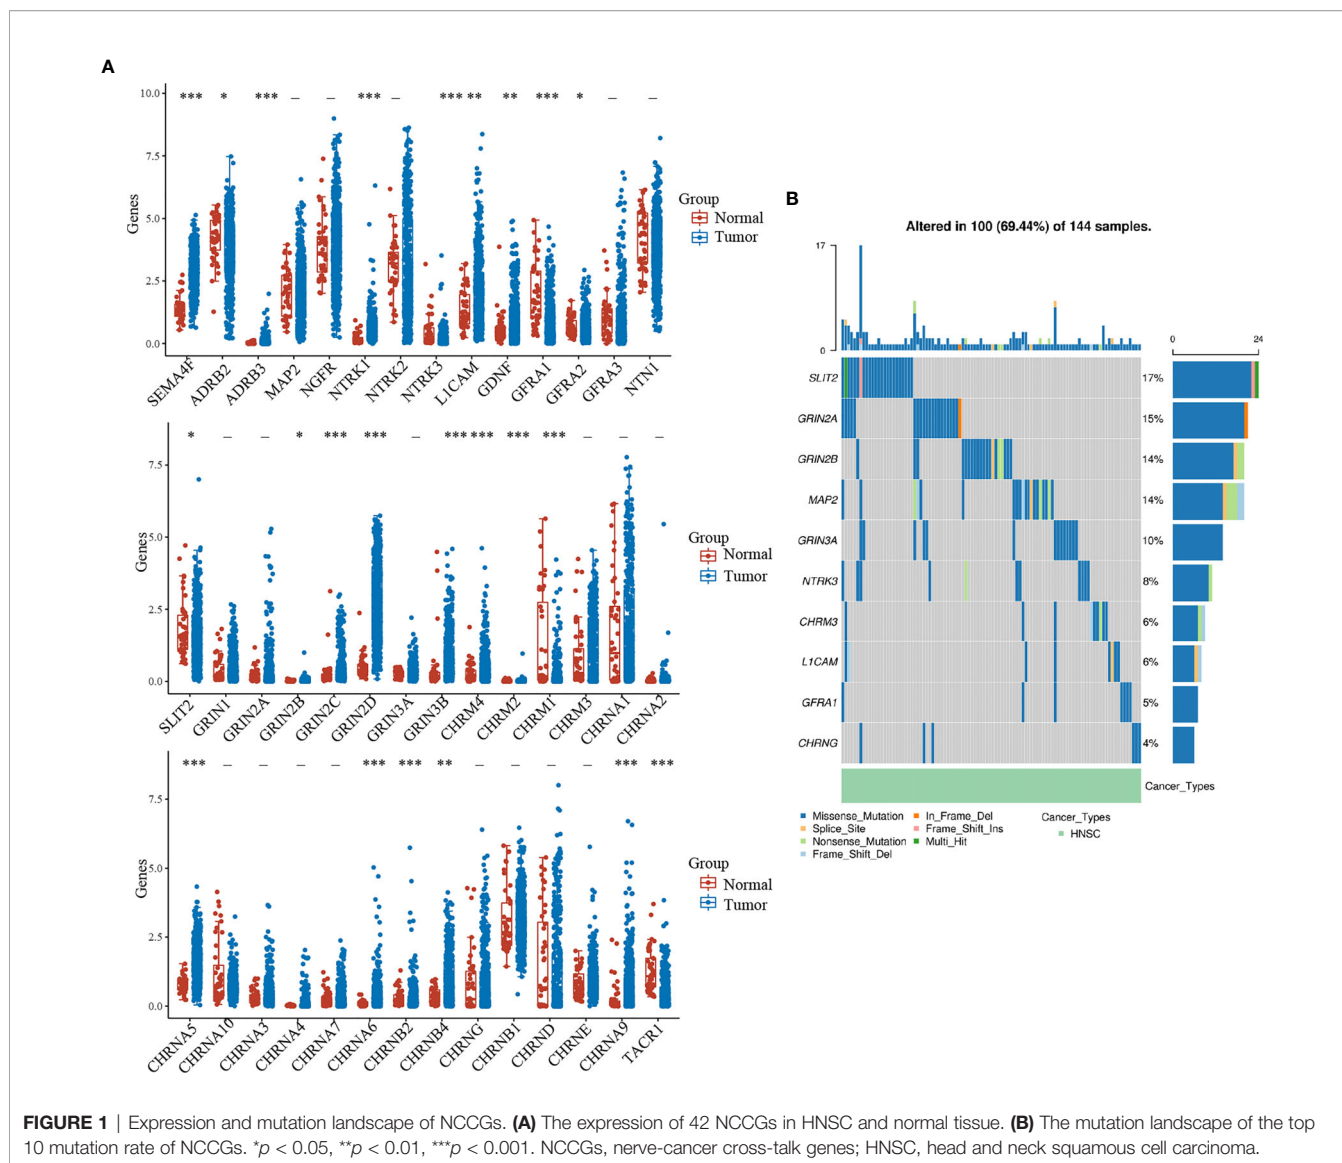 A
10.0
7.5
5.0
2.5
0.0
Genes
*** * *** – – *** – *** ** ** *** * – –
SEMA4F ADRB2 ADRB3 MAP2 NGFR NTRK1 NTRK2 NTRK3 L1CAM GDNF GFRA1 GFRA2 GFRA3 NTN1
Group
Normal
Tumor
7.5
5.0
2.5
0.0
Genes
* – – * *** *** – *** *** *** *** – – –
SLIT2 GRIN1 GRIN2A GRIN2B GRIN2C GRIN2D GRIN3A GRIN3B CHRM4 CHRM2 CHRM1 CHRM3 CHRNA1 CHRNA2
Group
Normal
Tumor
7.5
5.0
2.5
0.0
Genes
*** – – – – *** *** ** – – – – *** ***
CHRNA5 CHRNA10 CHRNA3 CHRNA4 CHRNA7 CHRNA6 CHRNB2 CHRNB4 CHRNG CHRNB1 CHRND CHRNE CHRNA9 TACR1
Group
Normal
Tumor
B
Altered in 100 (69.44%) of 144 samples.
17
0
0 24
SLIT2 17%
GRIN2A 15%
GRIN2B 14%
MAP2 14%
GRIN3A 10%
NTRK3 8%
CHRM3 6%
L1CAM 6%
GFRA1 5%
CHRNG 4%
Cancer_Types
Missense_Mutation In_Frame_Del Cancer_Types
Splice_Site Frame_Shift_Ins HNSC
Nonsense_Mutation Multi_Hit
Frame_Shift_Del
FIGURE 1 | Expression and mutation landscape of NCCGs. (A) The expression of 42 NCCGs in HNSC and normal tissue. (B) The mutation landscape of the top
10 mutation rate of NCCGs. *p < 0.05, **p < 0.01, ***p < 0.001. NCCGs, nerve-cancer cross-talk genes; HNSC, head and neck squamous cell carcinoma.